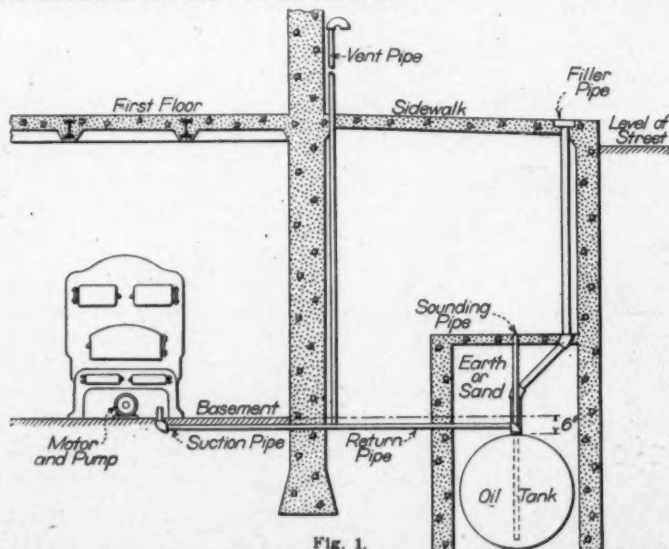 Vent Pipe
Filler
Pipe
First Floor
Sidewalk
Level of
Street
Sounding
Pipe
Earth
or
Sand
Basement
6"
Motor
and Pump
Suction Pipe
Return
Pipe
Oil Tank
Fig. 1.